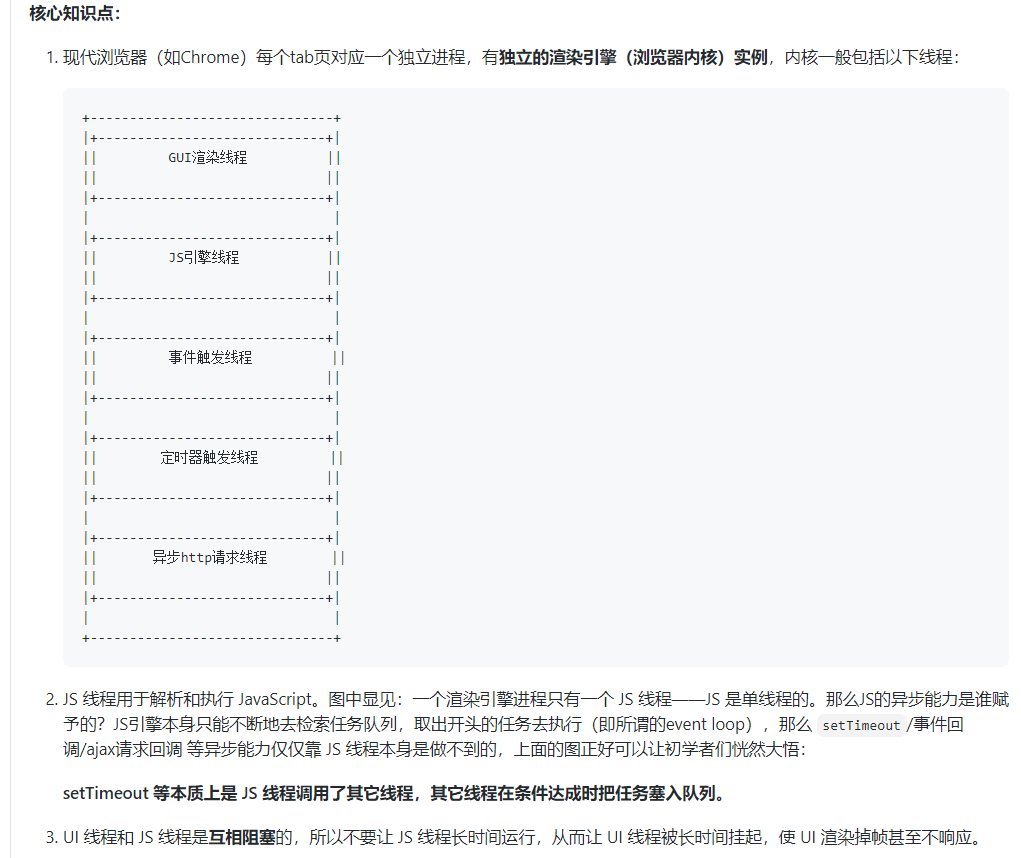 核心知识点：
1. 现代浏览器（如Chrome）每个tab页对应一个独立进程，有独立的渲染引擎（浏览器内核）实例，内核一般包括以下线程：
+------------------------------+
|+----------------------------+|
||         GUI渲染线程          ||
||                            ||
|+----------------------------+|
|                              |
|+----------------------------+|
||         JS引擎线程           ||
||                            ||
|+----------------------------+|
|                              |
|+----------------------------+|
||         事件触发线程          ||
||                            ||
|+----------------------------+|
|                              |
|+----------------------------+|
||        定时器触发线程         ||
||                            ||
|+----------------------------+|
|                              |
|+----------------------------+|
||       异步http请求线程        ||
||                            ||
|+----------------------------+|
|                              |
+------------------------------+
2. JS 线程用于解析和执行 JavaScript。图中显见：一个渲染引擎进程只有一个 JS 线程——JS 是单线程的。那么JS的异步能力是谁赋
予的？JS引擎本身只能不断地去检索任务队列，取出开头的任务去执行（即所谓的event loop），那么 setTimeout /事件回
调/ajax请求回调 等异步能力仅仅靠 JS 线程本身是做不到的，上面的图正好可以让初学者们恍然大悟：
setTimeout 等本质上是 JS 线程调用了其它线程，其它线程在条件达成时把任务塞入队列。
3. UI 线程和 JS 线程是互相阻塞的，所以不要让 JS 线程长时间运行，从而让 UI 线程被长时间挂起，使 UI 渲染掉帧甚至不响应。